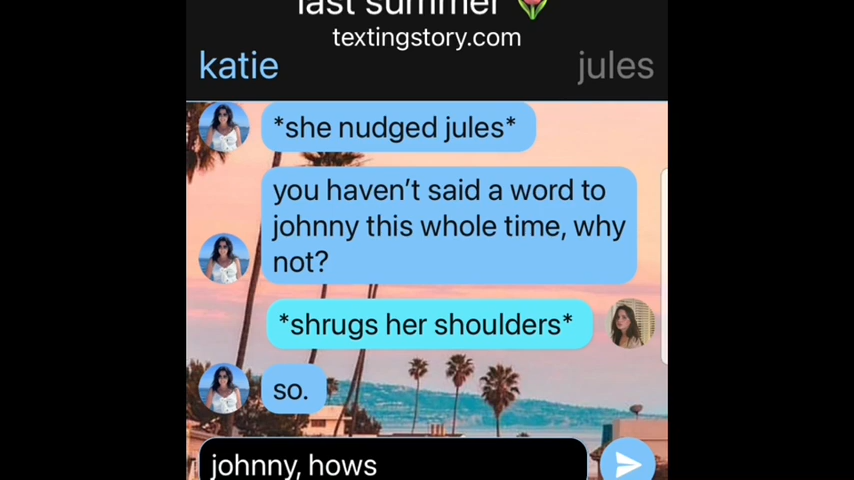 last summer 🌷
textingstory.com
katie
jules
*she nudged jules*
you haven’t said a word to
johnny this whole time, why
not?
*shrugs her shoulders*
so.
johnny, hows